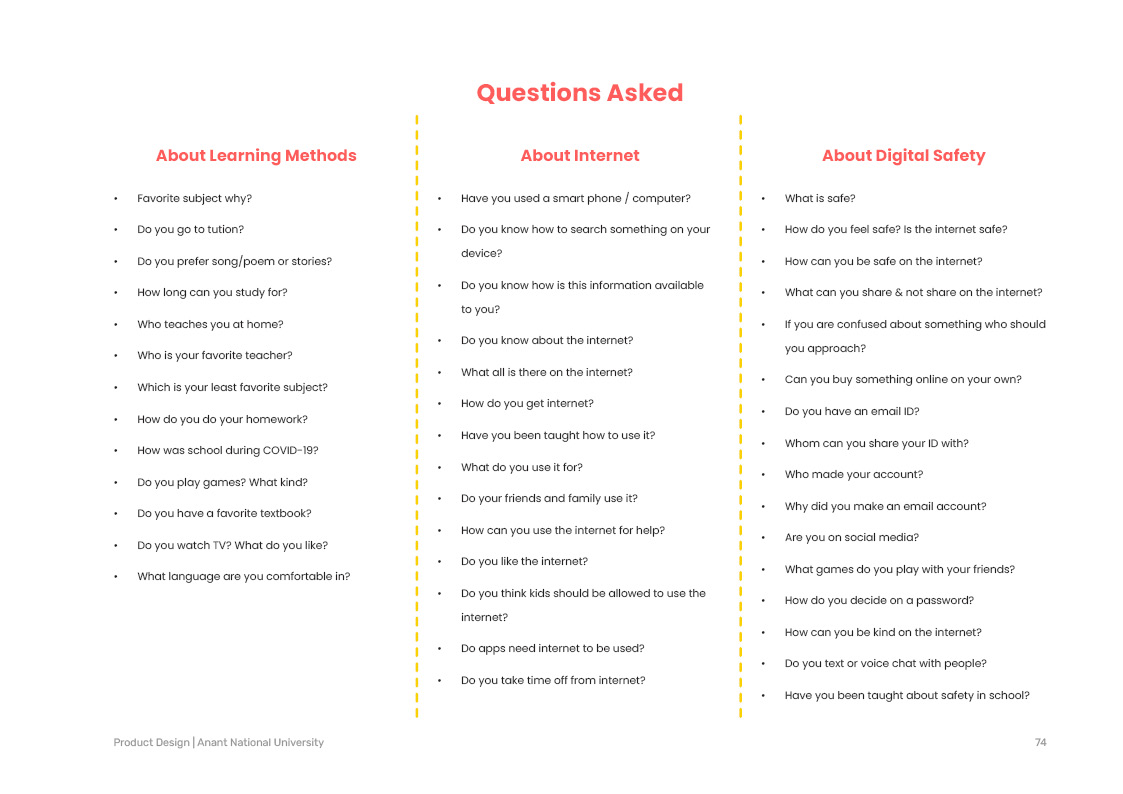 Questions Asked
About Learning Methods
• Favorite subject why?
• Do you go to tution?
• Do you prefer song/poem or stories?
• How long can you study for?
• Who teaches you at home?
• Who is your favorite teacher?
• Which is your least favorite subject?
• How do you do your homework?
• How was school during COVID-19?
• Do you play games? What kind?
• Do you have a favorite textbook?
• Do you watch TV? What do you like?
• What language are you comfortable in?
About Internet
• Have you used a smart phone / computer?
• Do you know how to search something on your
device?
• Do you know how is this information available
to you?
• Do you know about the internet?
• What all is there on the internet?
• How do you get internet?
• Have you been taught how to use it?
• What do you use it for?
• Do your friends and family use it?
• How can you use the internet for help?
• Do you like the internet?
• Do you think kids should be allowed to use the
internet?
• Do apps need internet to be used?
• Do you take time off from internet?
About Digital Safety
• What is safe?
• How do you feel safe? Is the internet safe?
• How can you be safe on the internet?
• What can you share & not share on the internet?
• If you are confused about something who should
you approach?
• Can you buy something online on your own?
• Do you have an email ID?
• Whom can you share your ID with?
• Who made your account?
• Why did you make an email account?
• Are you on social media?
• What games do you play with your friends?
• How do you decide on a password?
• How can you be kind on the internet?
• Do you text or voice chat with people?
• Have you been taught about safety in school?
Product Design | Anant National University
74